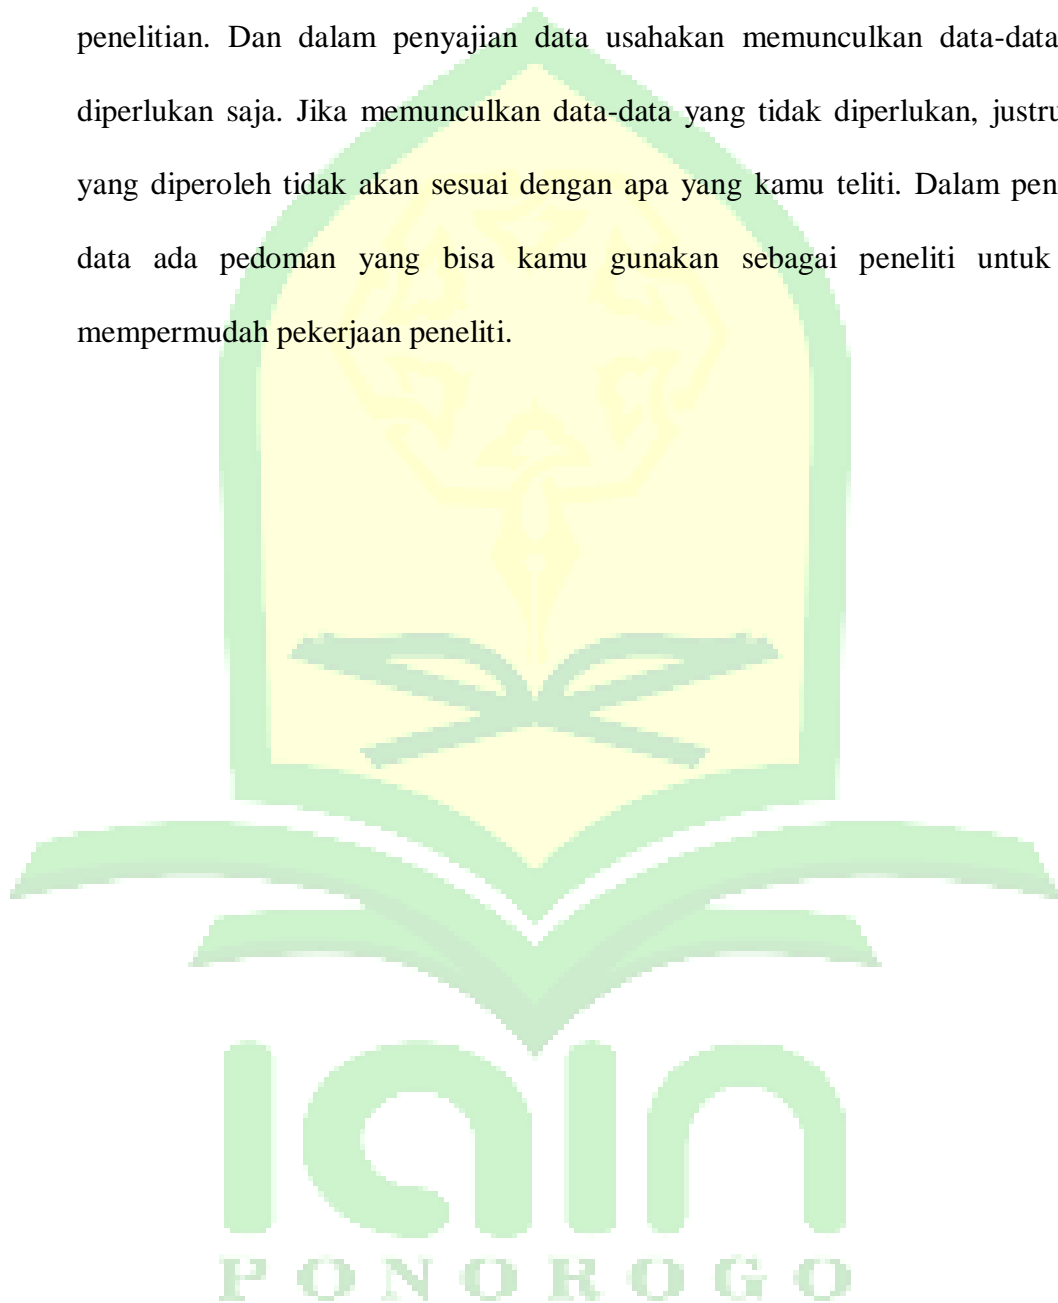 penelitian. Dan dalam penyajian data usahakan memunculkan data-data
diperlukan saja. Jika memunculkan data-data yang tidak diperlukan, justru
yang diperoleh tidak akan sesuai dengan apa yang kamu teliti. Dalam pen
data ada pedoman yang bisa kamu gunakan sebagai peneliti untuk
mempermudah pekerjaan peneliti.
iain
PONOROGO